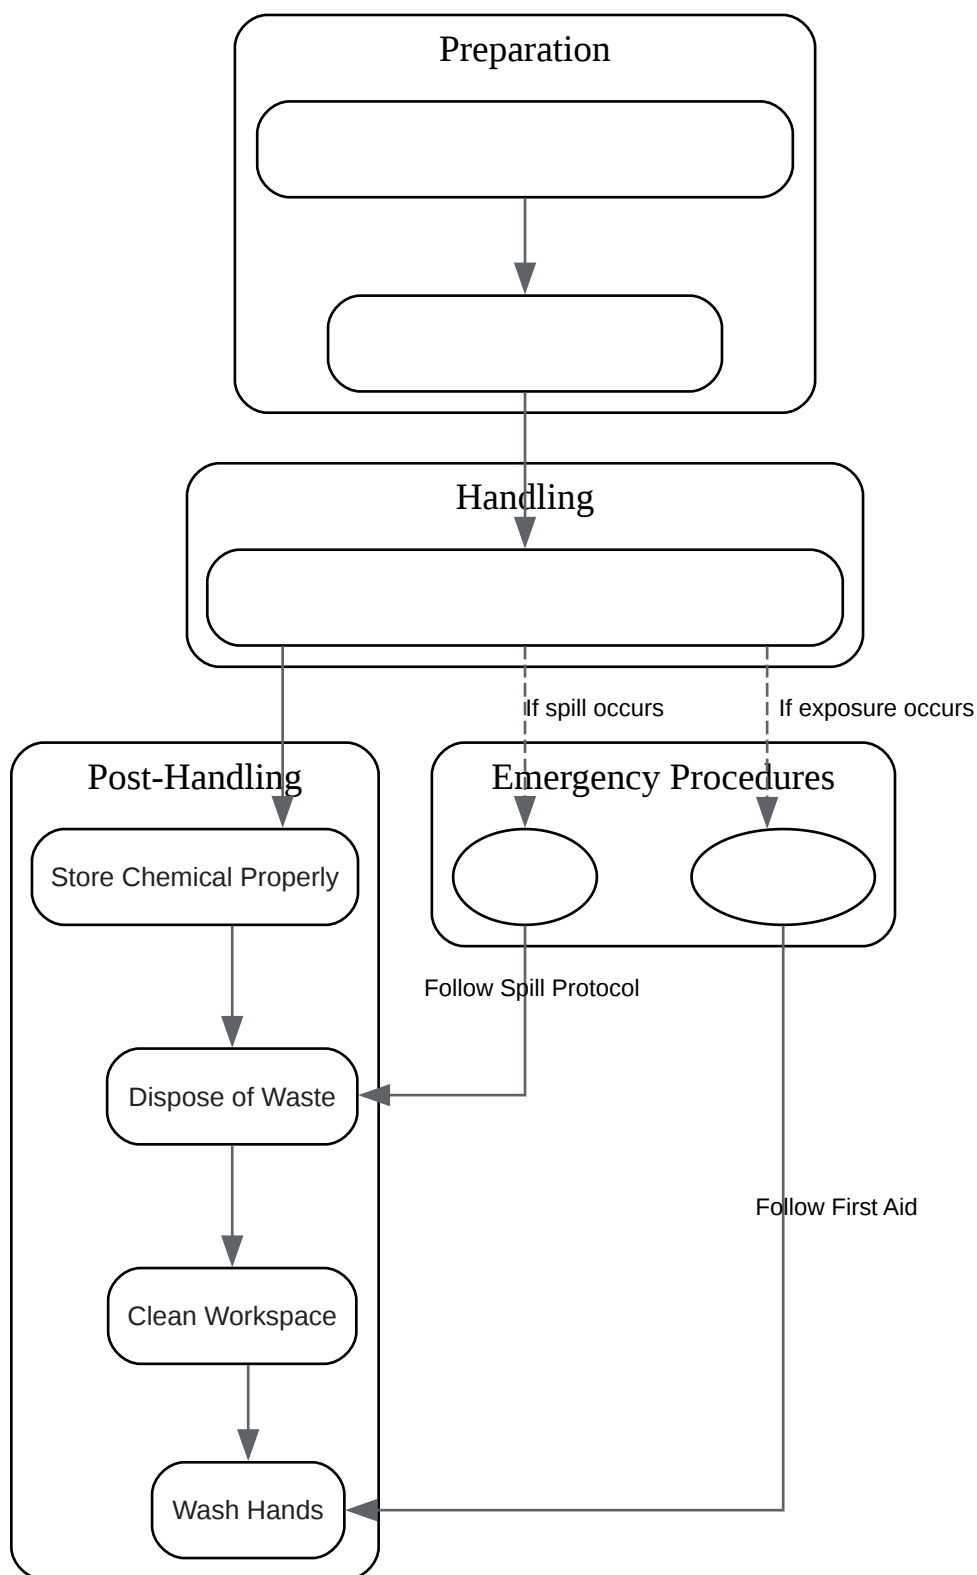 Preparation
Handling
If spill occurs
If exposure occurs
Post-Handling
Emergency Procedures
Store Chemical Properly
Follow Spill Protocol
Dispose of Waste
Follow First Aid
Clean Workspace
Wash Hands